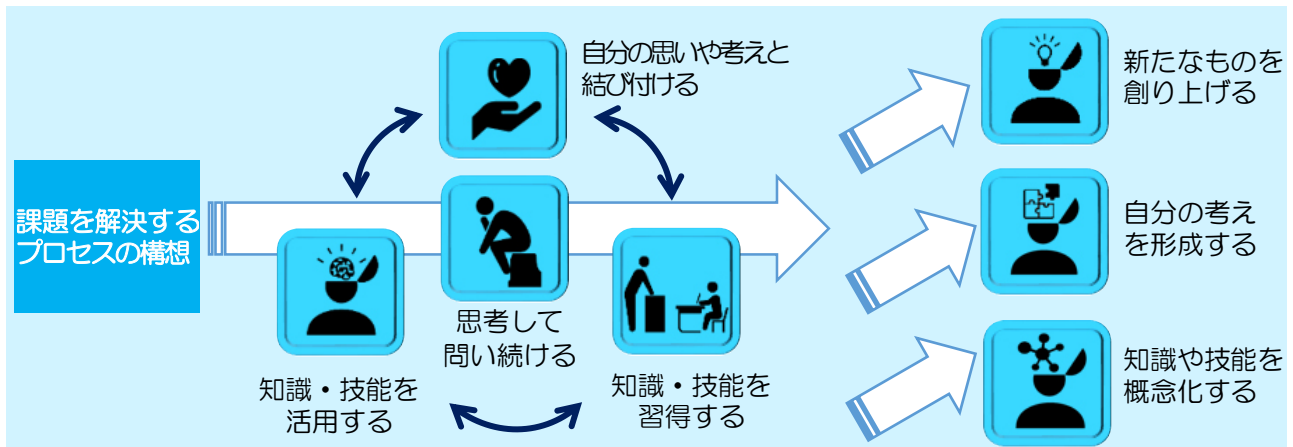 課題を解決する
プロセスの構想
自分の思いや考えと
結び付ける
思考して
問い続ける
知識・技能を
活用する
知識・技能を
習得する
新たなものを
創り上げる
自分の考え
を形成する
知識や技能を
概念化する